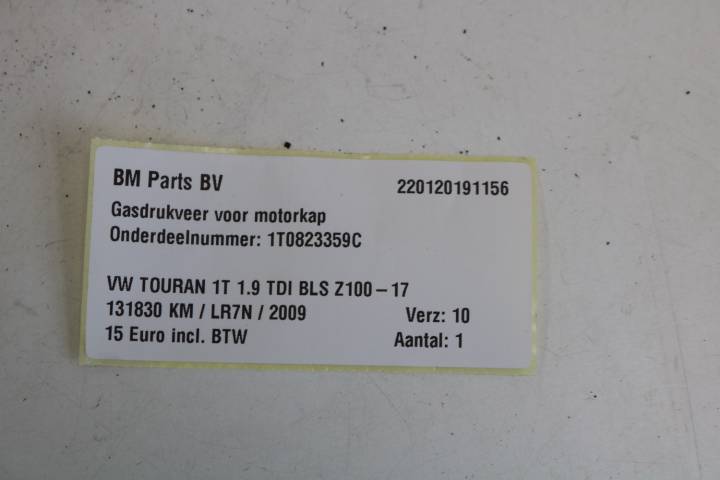 BM Parts BV 220120191156
Gasdrukveer voor motorkap
Onderdeelnummer: 1T0823359C
VW TOURAN 1T 1.9 TDI BLS Z100-17
131830 KM / LR7N / 2009 Verz: 10
15 Euro incl. BTW Aantal: 1